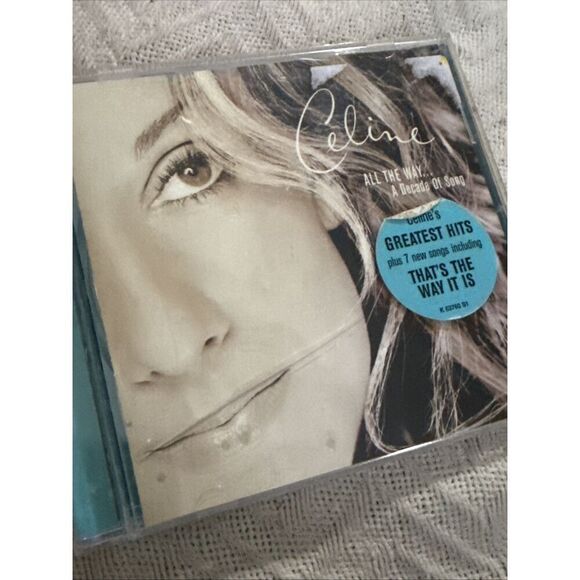 Celine
ALL THE WAY...
A Decade Of Song
Celine's
GREATEST HITS
plus 7 new songs including
THAT'S THE
WAY IT IS